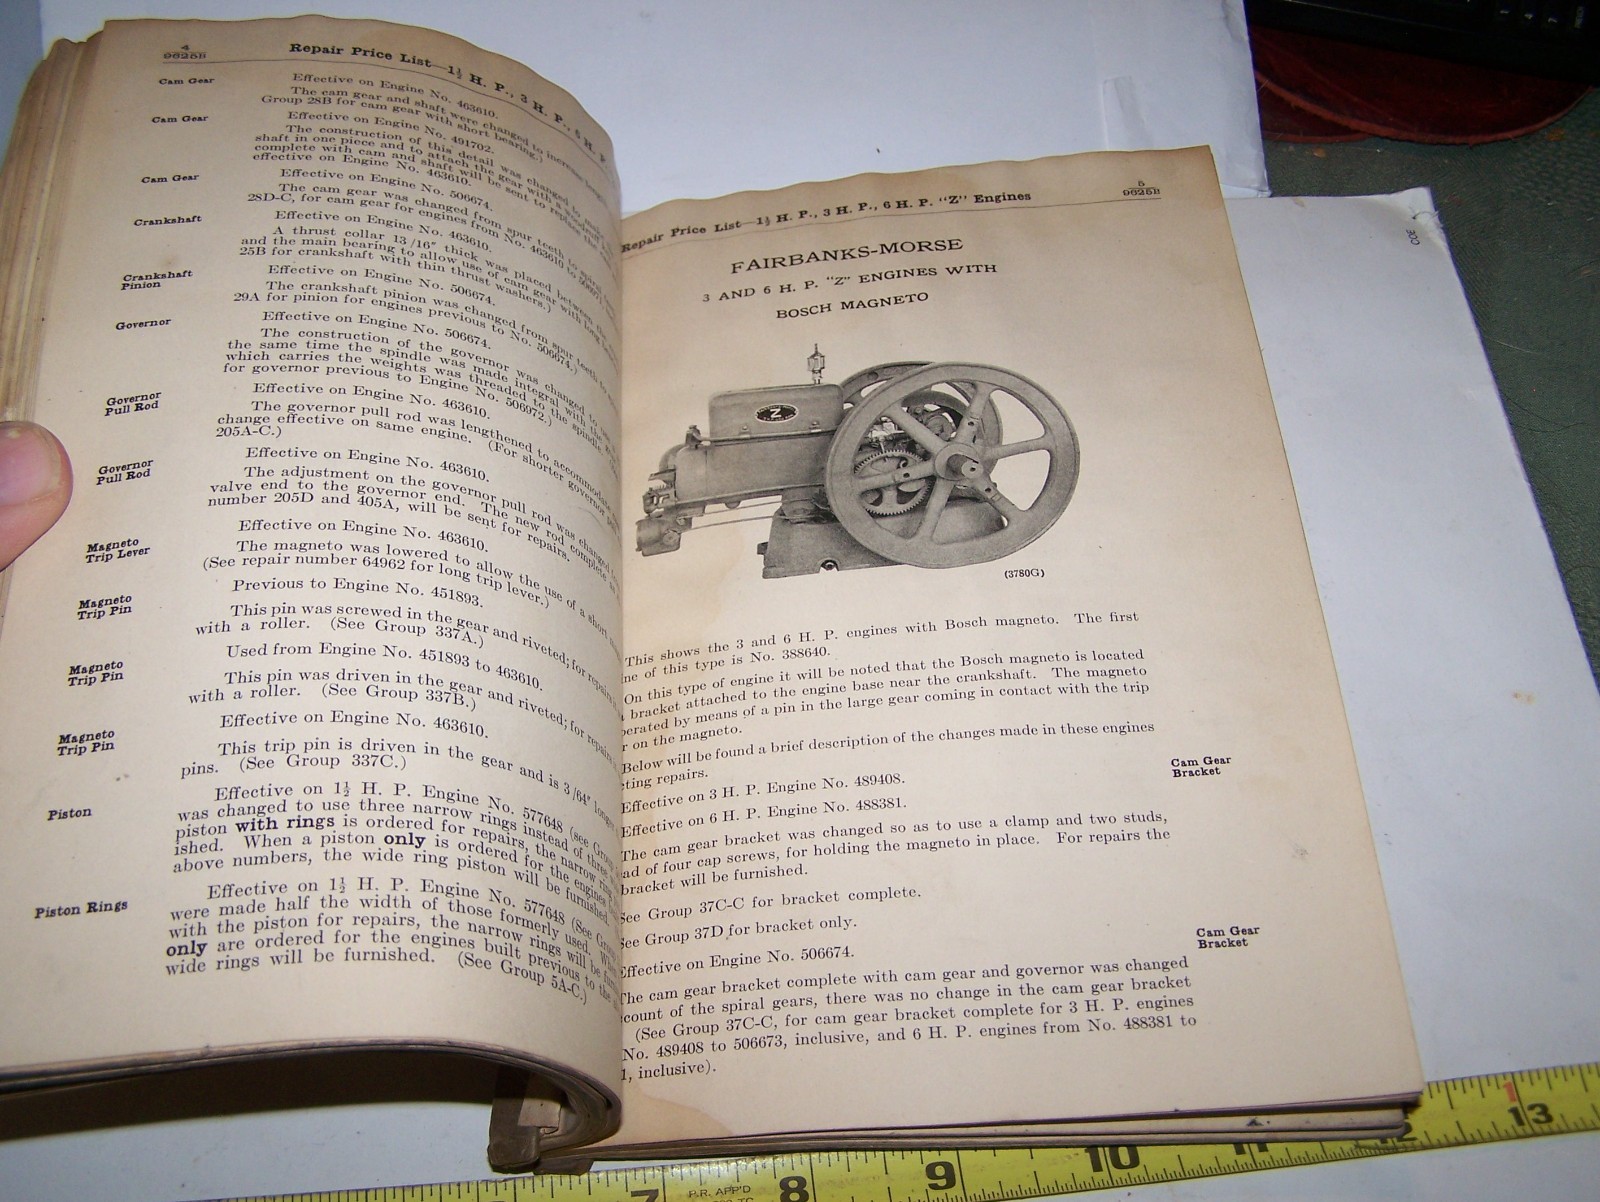 4
9625B
Repair Price List—1½ H. P., 3 H. P., 6 H. P.
Cam Gear
Effective on Engine No. 463610.
The cam gear and shaft were changed to increase
Group 28B for cam gear with short bearing.)
Cam Gear
Effective on Engine No. 491702.
The construction of this detail was changed to
shaft in one piece and to attach the gear with a
complete with cam and shaft will be sent to replace the
effective on Engine No. 463610.
Cam Gear
Effective on Engine No. 506674.
The cam gear was changed from spur teeth to spiral
28D-C, for cam gear for engines from No. 463610 to
Crankshaft
Effective on Engine No. 463610.
A thrust collar 13/16" thick was placed between the
and the main bearing to allow use of cam gear with long
25B for crankshaft with thin thrust washers.)
Crankshaft
Pinion
Effective on Engine No. 506674.
The crankshaft pinion was changed from spur teeth to
29A for pinion for engines previous to No. 506674.)
Governor
Effective on Engine No. 506674.
The construction of the governor was changed
the same time the spindle was made integral with the
which carries the weights was threaded to the spindle.
for governor previous to Engine No. 506972.)
Governor
Pull Rod
Effective on Engine No. 463610.
The governor pull rod was lengthened to accommodate
change effective on same engine. (For shorter governor
205A-C.)
Governor
Pull Rod
Effective on Engine No. 463610.
The adjustment on the governor pull rod was changed
valve end to the governor end. The new rod complete
number 205D and 405A, will be sent for repairs.
Magneto
Trip Lever
Effective on Engine No. 463610.
The magneto was lowered to allow the use of a short
(See repair number 64962 for long trip lever.)
Magneto
Trip Pin
Previous to Engine No. 451893.
This pin was screwed in the gear and riveted; for repairs
with a roller. (See Group 337A.)
Magneto
Trip Pin
Used from Engine No. 451893 to 463610.
This pin was driven in the gear and riveted; for repairs
with a roller. (See Group 337B.)
Magneto
Trip Pin
Effective on Engine No. 463610.
This trip pin is driven in the gear and is 3/64" longer
pins. (See Group 337C.)
Piston
Effective on 1½ H. P. Engine No. 577648 (see
was changed to use three narrow rings instead of three
piston with rings is ordered for repairs, the narrow ring
ished. When a piston only is ordered for the engines
above numbers, the wide ring piston will be furnished.
Piston Rings
Effective on 1½ H. P. Engine No. 577648 (See
were made half the width of those formerly used.
with the piston for repairs, the narrow rings will be
only are ordered for the engines built previous to the
wide rings will be furnished. (See Group 5A-C.)
5
9625B
Repair Price List—1½ H. P., 3 H. P., 6 H. P. "Z" Engines
FAIRBANKS-MORSE
3 AND 6 H. P. "Z" ENGINES WITH
BOSCH MAGNETO
Z
(3780G)
This shows the 3 and 6 H. P. engines with Bosch magneto. The first
ne of this type is No. 388640.
On this type of engine it will be noted that the Bosch magneto is located
bracket attached to the engine base near the crankshaft. The magneto
perated by means of a pin in the large gear coming in contact with the trip
r on the magneto.
Below will be found a brief description of the changes made in these engines
ting repairs.
Effective on 3 H. P. Engine No. 489408.
Cam Gear
Bracket
Effective on 6 H. P. Engine No. 488381.
The cam gear bracket was changed so as to use a clamp and two studs,
ad of four cap screws, for holding the magneto in place. For repairs the
bracket will be furnished.
See Group 37C-C for bracket complete.
See Group 37D for bracket only.
Effective on Engine No. 506674.
Cam Gear
Bracket
The cam gear bracket complete with cam gear and governor was changed
count of the spiral gears, there was no change in the cam gear bracket
(See Group 37C-C, for cam gear bracket complete for 3 H. P. engines
No. 489408 to 506673, inclusive, and 6 H. P. engines from No. 488381 to
1, inclusive).
7
P.R. APP'D
8
9
10
12
13